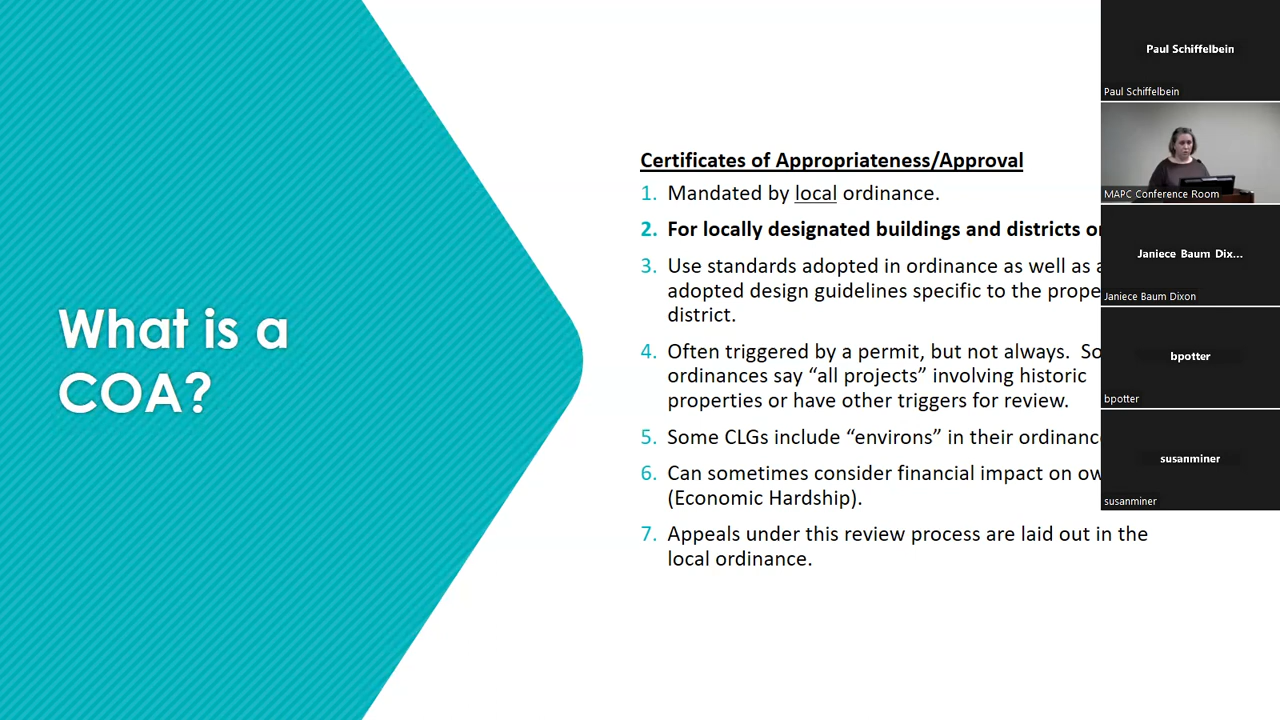 What is a
COA?
Certificates of Appropriateness/Approval
1. Mandated by local ordinance.
2. For locally designated buildings and districts
3. Use standards adopted in ordinance as well as
adopted design guidelines specific to the
district.
4. Often triggered by a permit, but not always.
ordinances say “all projects” involving historic
properties or have other triggers for review.
5. Some CLGs include “environs” in their
6. Can sometimes consider financial impact on
(Economic Hardship).
7. Appeals under this review process are laid out in the
local ordinance.
Paul Schiffelbein
Paul Schiffelbein
MAPC Conference Room
Janiece Baum Dix...
Janiece Baum Dixon
bpotter
bpotter
susanminer
susanminer